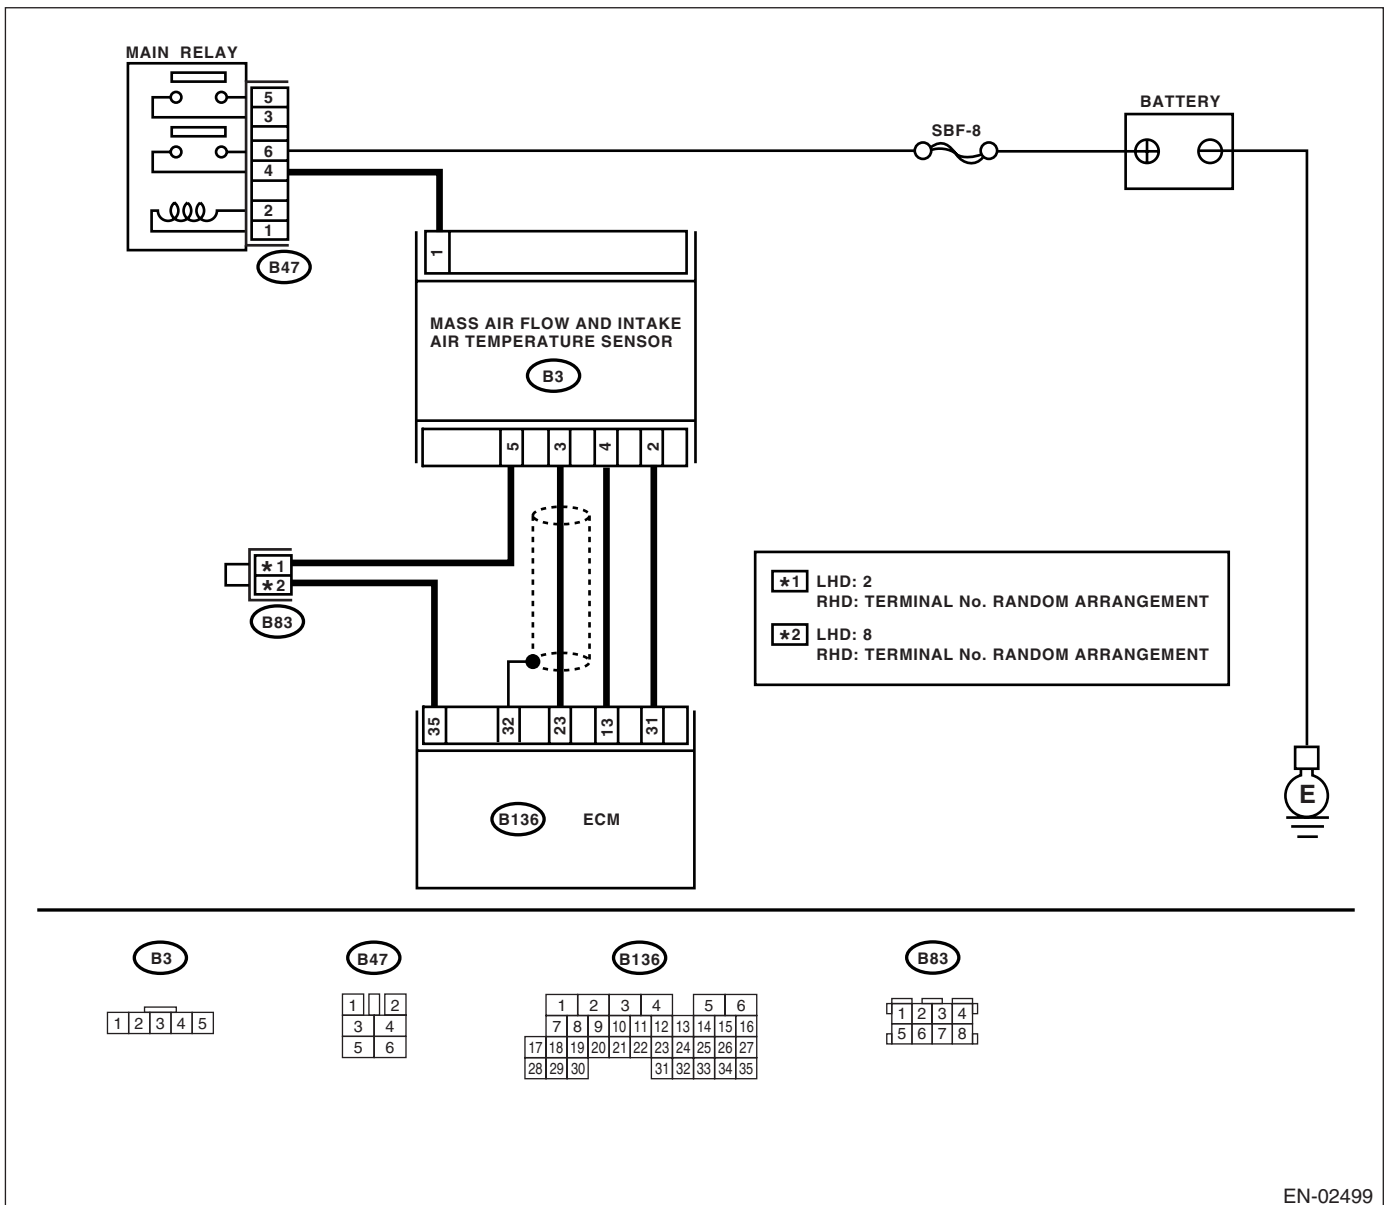 MAIN RELAY
5
3
6
4
2
1
B47
SBF-8
BATTERY
1
MASS AIR FLOW AND INTAKE
AIR TEMPERATURE SENSOR
B3
5 3 4 2
*1
*2
B83
*1 LHD: 2
RHD: TERMINAL No. RANDOM ARRANGEMENT
*2 LHD: 8
RHD: TERMINAL No. RANDOM ARRANGEMENT
35 32 23 13 31
B136 ECM
E
B3
1 2 3 4 5
B47
1 2
3 4
5 6
B136
1 2 3 4 5 6
7 8 9 10 11 12 13 14 15 16
17 18 19 20 21 22 23 24 25 26 27
28 29 30 31 32 33 34 35
B83
1 2 3 4
5 6 7 8
EN-02499